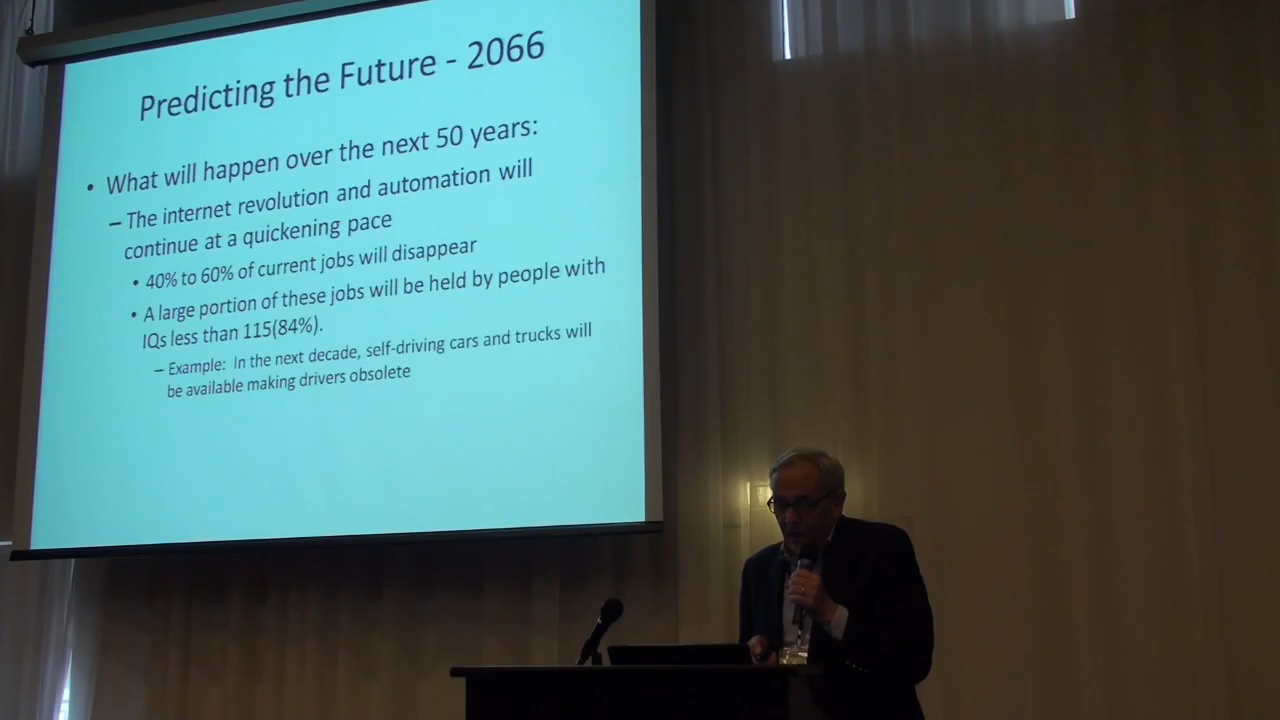 Predicting the Future - 2066
• What will happen over the next 50 years:
– The internet revolution and automation will
continue at a quickening pace
• 40% to 60% of current jobs will disappear
• A large portion of these jobs will be held by people with
IQs less than 115(84%).
– Example: In the next decade, self-driving cars and trucks will
be available making drivers obsolete